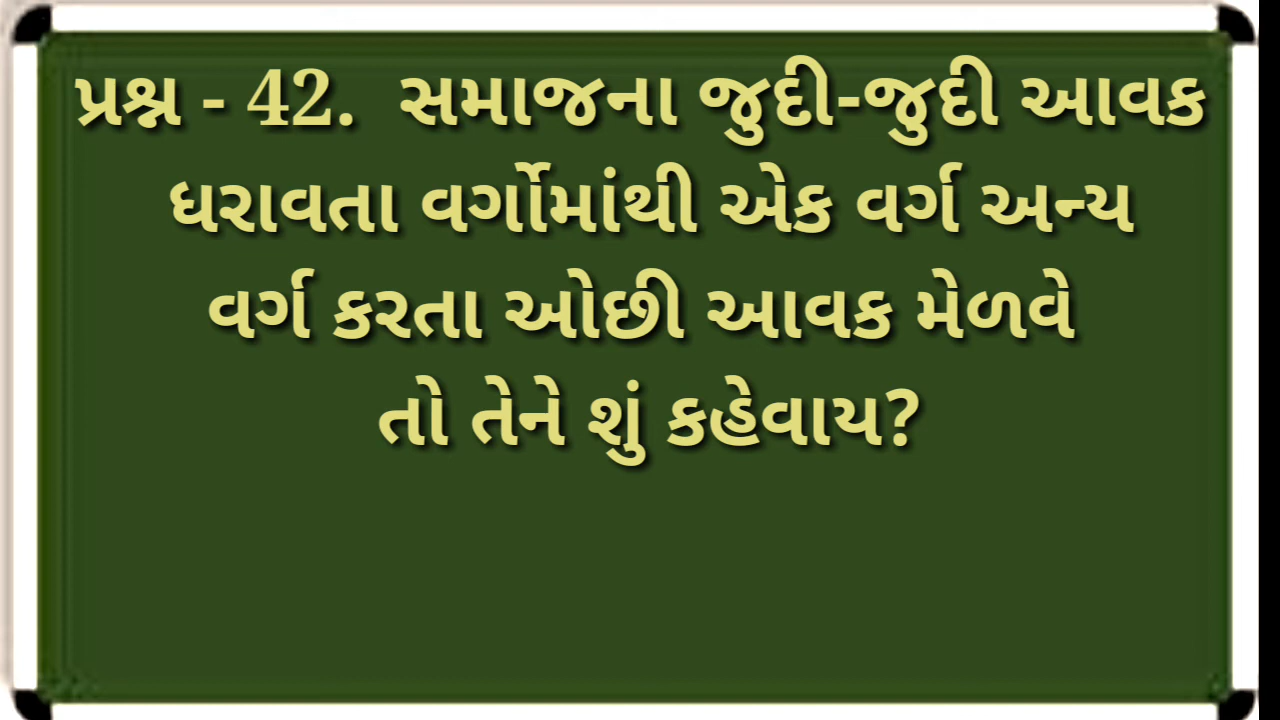 પ્રશ્ન - 42. સમાજના જુદી-જુદી આવક
ધરાવતા વર્ગોમાંથી એક વર્ગ અન્ય
વર્ગ કરતા ઓછી આવક મેળવે
તો તેને શું કહેવાય?